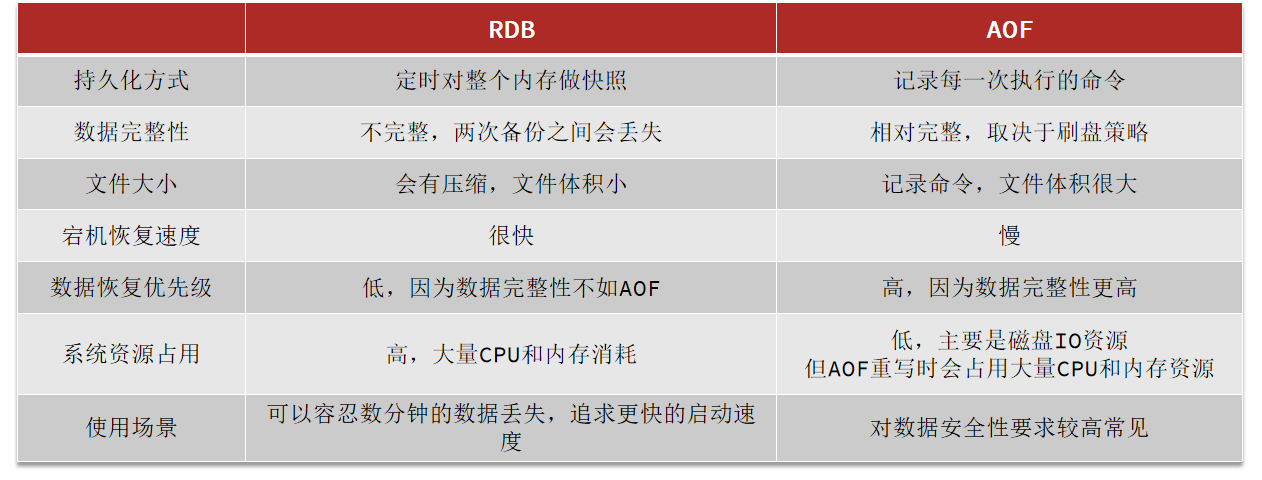 RDB AOF
持久化方式 定时对整个内存做快照 记录每一次执行的命令
数据完整性 不完整，两次备份之间会丢失 相对完整，取决于刷盘策略
文件大小 会有压缩，文件体积小 记录命令，文件体积很大
宕机恢复速度 很快 慢
数据恢复优先级 低，因为数据完整性不如AOF 高，因为数据完整性更高
系统资源占用 高，大量CPU和内存消耗 低，主要是磁盘IO资源
但AOF重写时会占用大量CPU和内存资源
使用场景 可以容忍数分钟的数据丢失，追求更快的启动速
度 对数据安全性要求较高常见